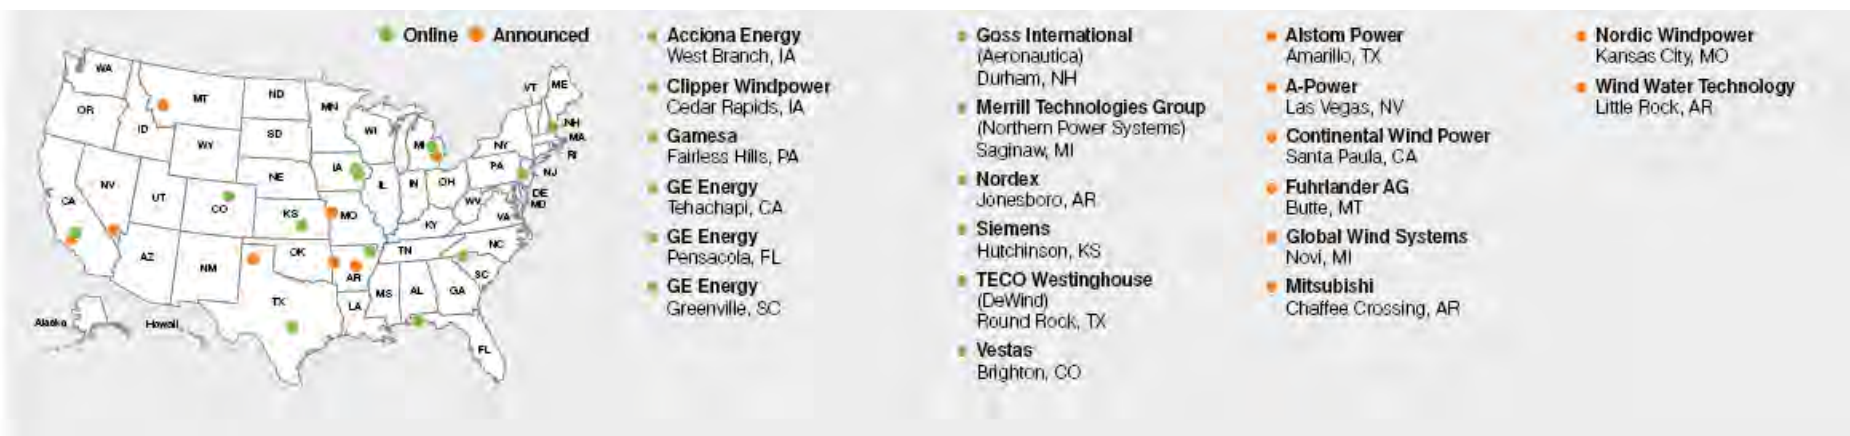 Online
Announced
WA
OR
CA
NV
ID
MT
WY
UT
AZ
CO
NM
ND
SD
NE
KS
OK
TX
MN
IA
MO
AR
LA
WI
IL
MI
IN
OH
KY
TN
MS
AL
GA
FL
SC
NC
VA
WV
PA
NY
VT
ME
NH
MA
RI
NJ
DE
MD
Alaska
Hawaii
Acciona Energy
West Branch, IA
Clipper Windpower
Cedar Rapids, IA
Gamesa
Fairless Hills, PA
GE Energy
Tehachapi, CA
GE Energy
Pensacola, FL
GE Energy
Greenville, SC
Goss International
(Aeronautica)
Durham, NH
Merrill Technologies Group
(Northern Power Systems)
Saginaw, MI
Nordex
Jonesboro, AR
Siemens
Hutchinson, KS
TECO Westinghouse
(DeWind)
Round Rock, TX
Vestas
Brighton, CO
Alstom Power
Amarillo, TX
A-Power
Las Vegas, NV
Continental Wind Power
Santa Paula, CA
Fuhrlander AG
Butte, MT
Global Wind Systems
Novi, MI
Mitsubishi
Chaffee Crossing, AR
Nordic Windpower
Kansas City, MO
Wind Water Technology
Little Rock, AR